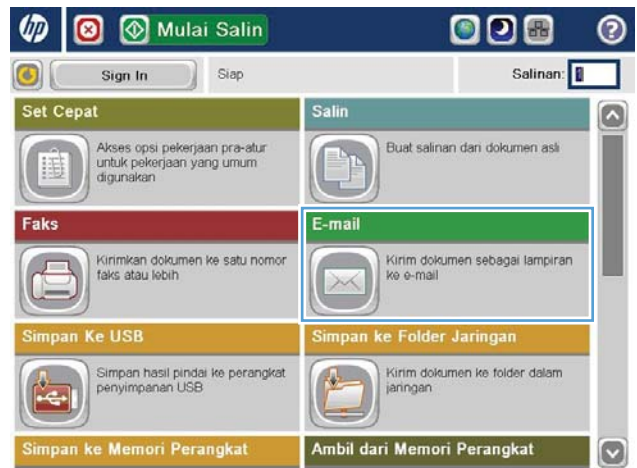 hp Mulai Salin ?
Sign In Siap Salinan: 1
Set Cepat
Akses opsi pekerjaan pra-atur
untuk pekerjaan yang umum
digunakan
Salin
Buat salinan dari dokumen asli
Faks
Kirimkan dokumen ke satu nomor
faks atau lebih
E-mail
Kirim dokumen sebagai lampiran
ke e-mail
Simpan Ke USB
Simpan hasil pindai ke perangkat
penyimpanan USB
Simpan ke Folder Jaringan
Kirim dokumen ke folder dalam
jaringan
Simpan ke Memori Perangkat
Ambil dari Memori Perangkat